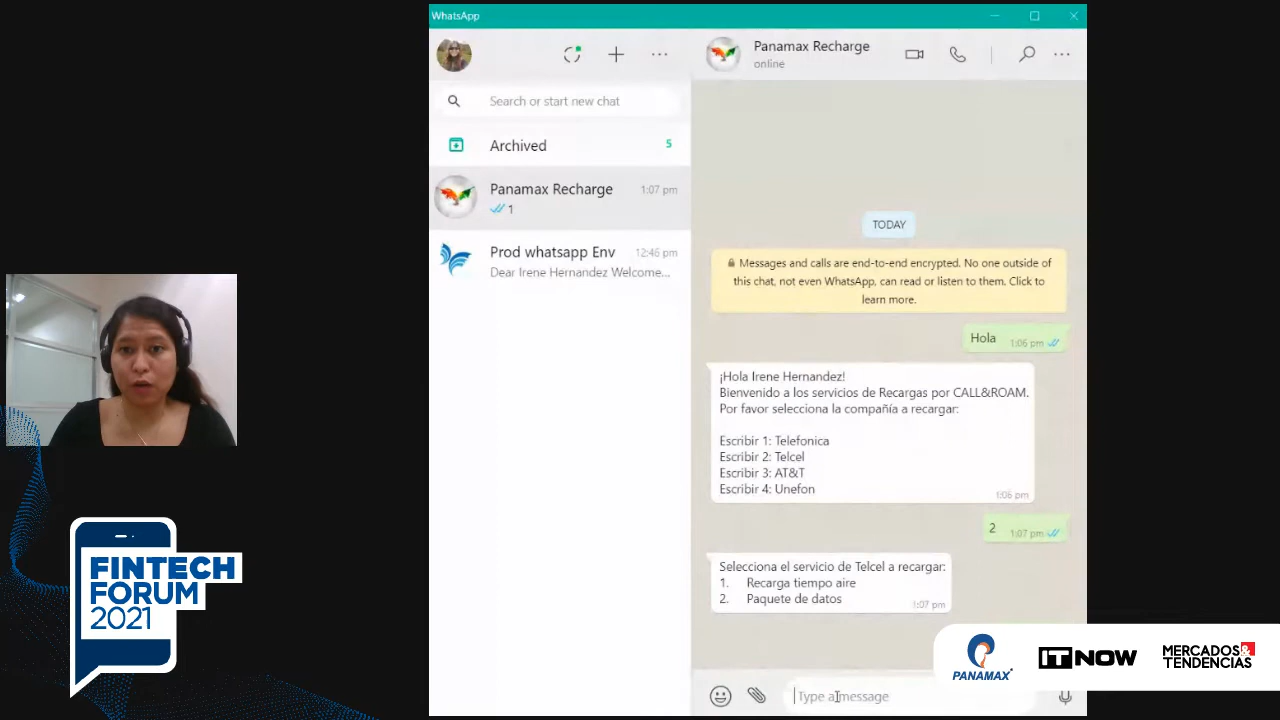 WhatsApp
Search or start new chat
Archived
5
Panamax Recharge
1:07 pm
1
Prod whatsapp Env
12:46 pm
Dear Irene Hernandez Welcome...
Panamax Recharge
online
TODAY
Messages and calls are end-to-end encrypted. No one outside of
this chat, not even WhatsApp, can read or listen to them. Click to
learn more.
Hola
1:06 pm
¡Hola Irene Hernandez!
Bienvenido a los servicios de Recargas por CALL&ROAM.
Por favor selecciona la compañía a recargar:
Escribir 1: Telefonica
Escribir 2: Telcel
Escribir 3: AT&T
Escribir 4: Unefon
1:06 pm
2
1:07 pm
Selecciona el servicio de Telcel a recargar:
1. Recarga tiempo aire
2. Paquete de datos
1:07 pm
Type a message
FINTECH
FORUM
2021
PANAMAX
IT NOW
MERCADOS&
TENDENCIAS